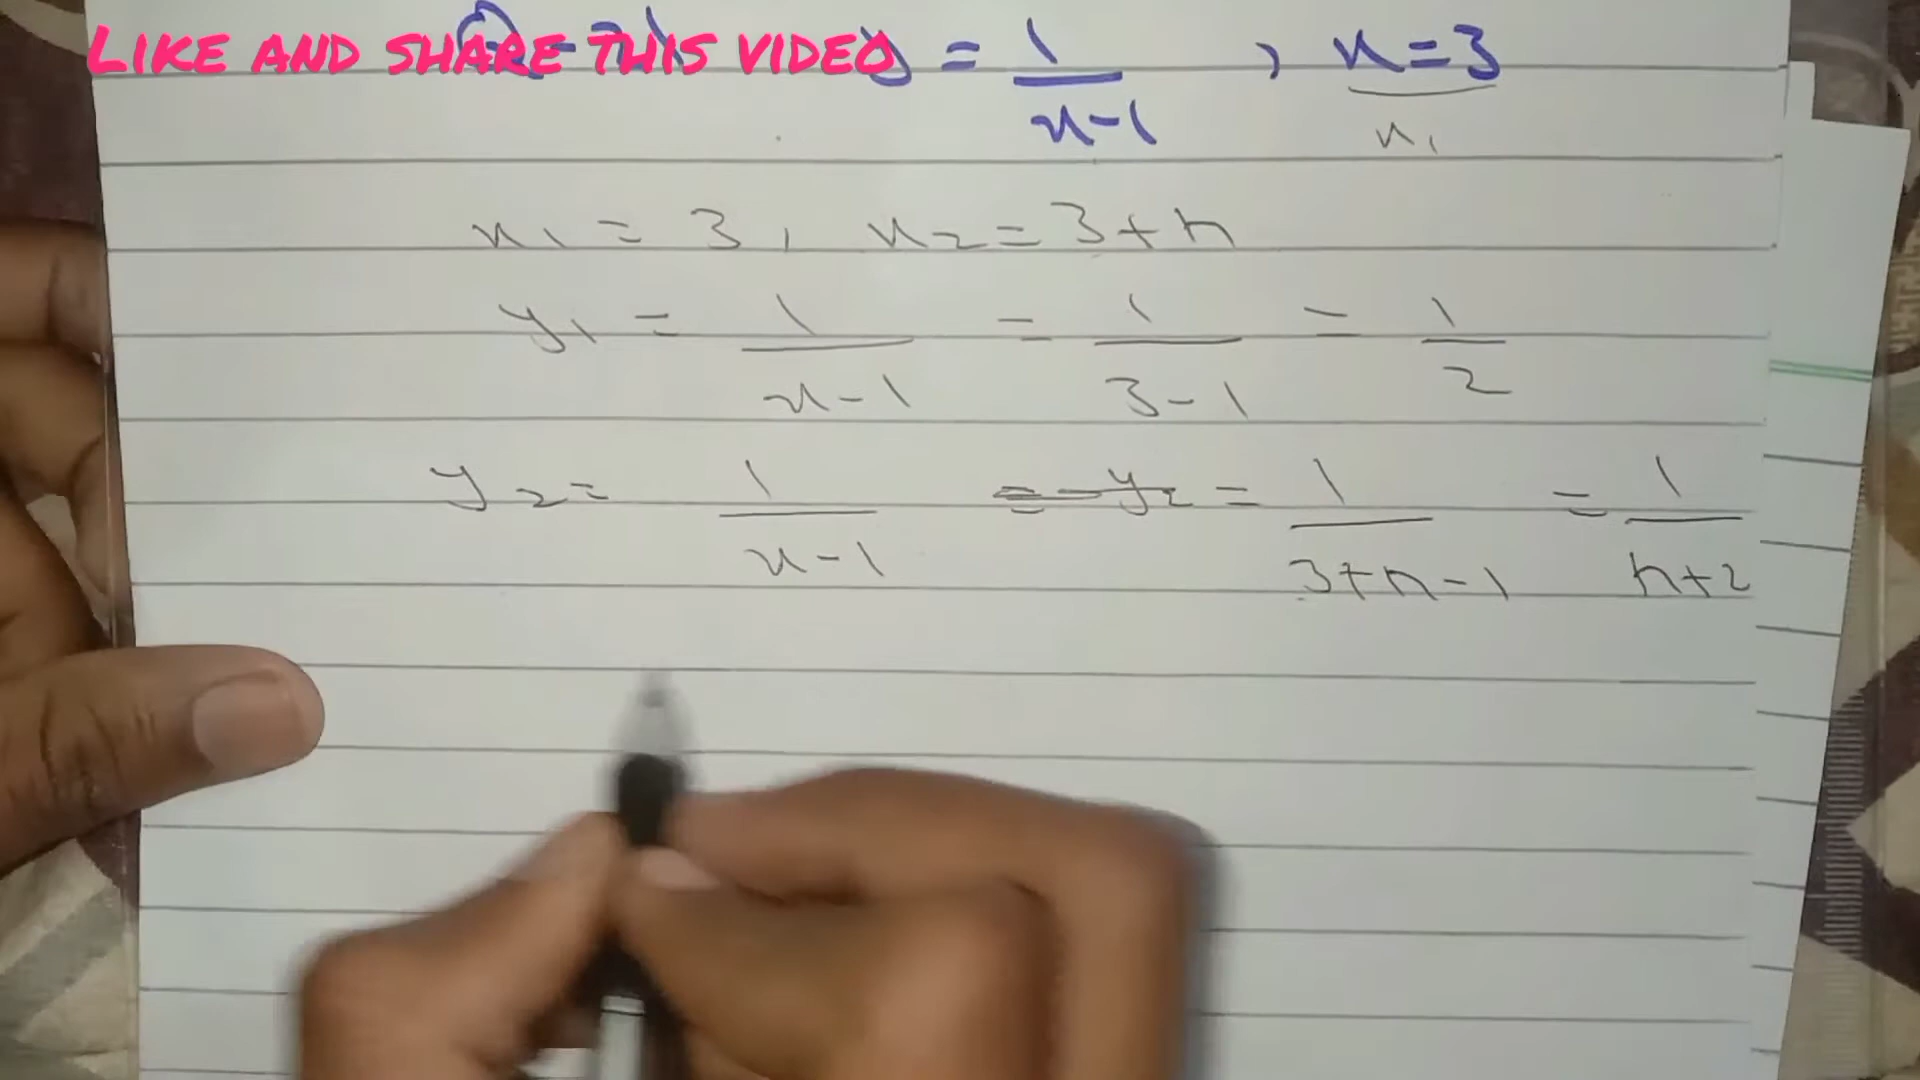 LIKE AND SHARE THIS VIDEO
y = 1/(x-1) , x=3
x1
x1 = 3, x2 = 3+h
y1 = 1/(x-1) = 1/(3-1) = 1/2
y2 = 1/(x-1) = 1/(3+h-1) = 1/(h+2)